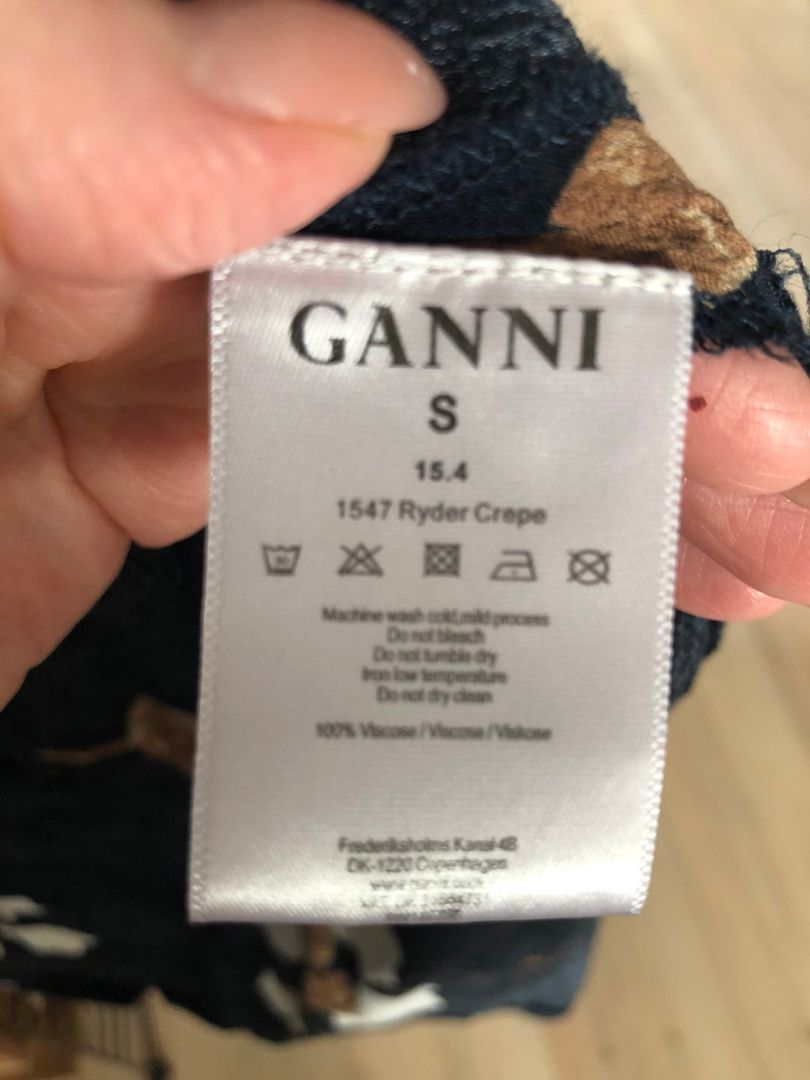 GANNI
S
15.4
1547 Ryder Crepe
30
Machine wash cold,mild process
Do not bleach
Do not tumble dry
Iron low temperature
Do not dry clean
100% Viscose / Viscose / Viskose
Frederiksholms Kanal 4B
DK-1220 Copenhagen